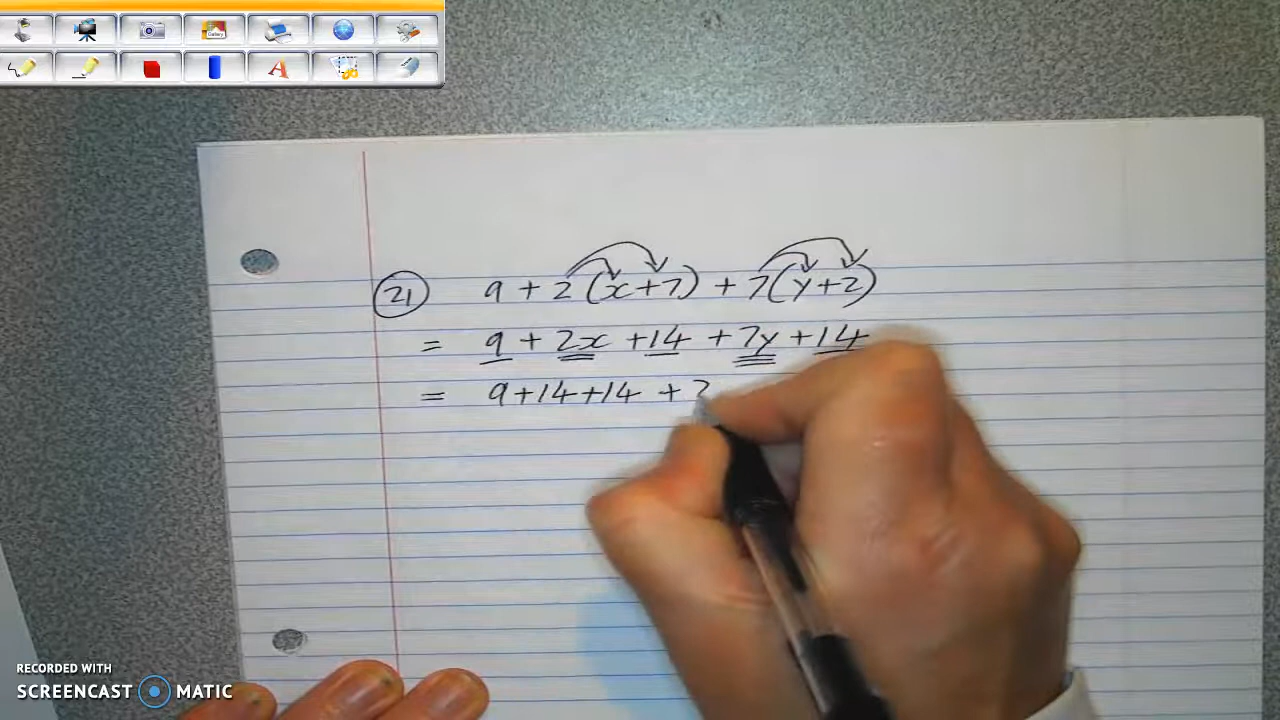 Gallery
A
21 9 + 2(x+7) + 7(y+2)
= 9 + 2x + 14 + 7y + 14
= 9 + 14 + 14 + 2
RECORDED WITH
SCREENCAST MATIC